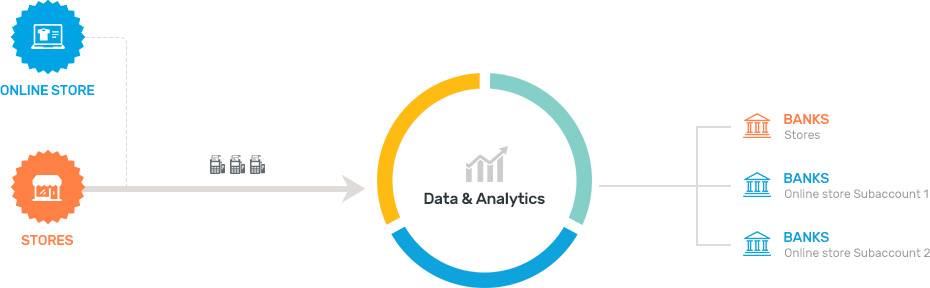 ONLINE STORE
STORES
Data & Analytics
BANKS
Stores
BANKS
Online store Subaccount 1
BANKS
Online store Subaccount 2